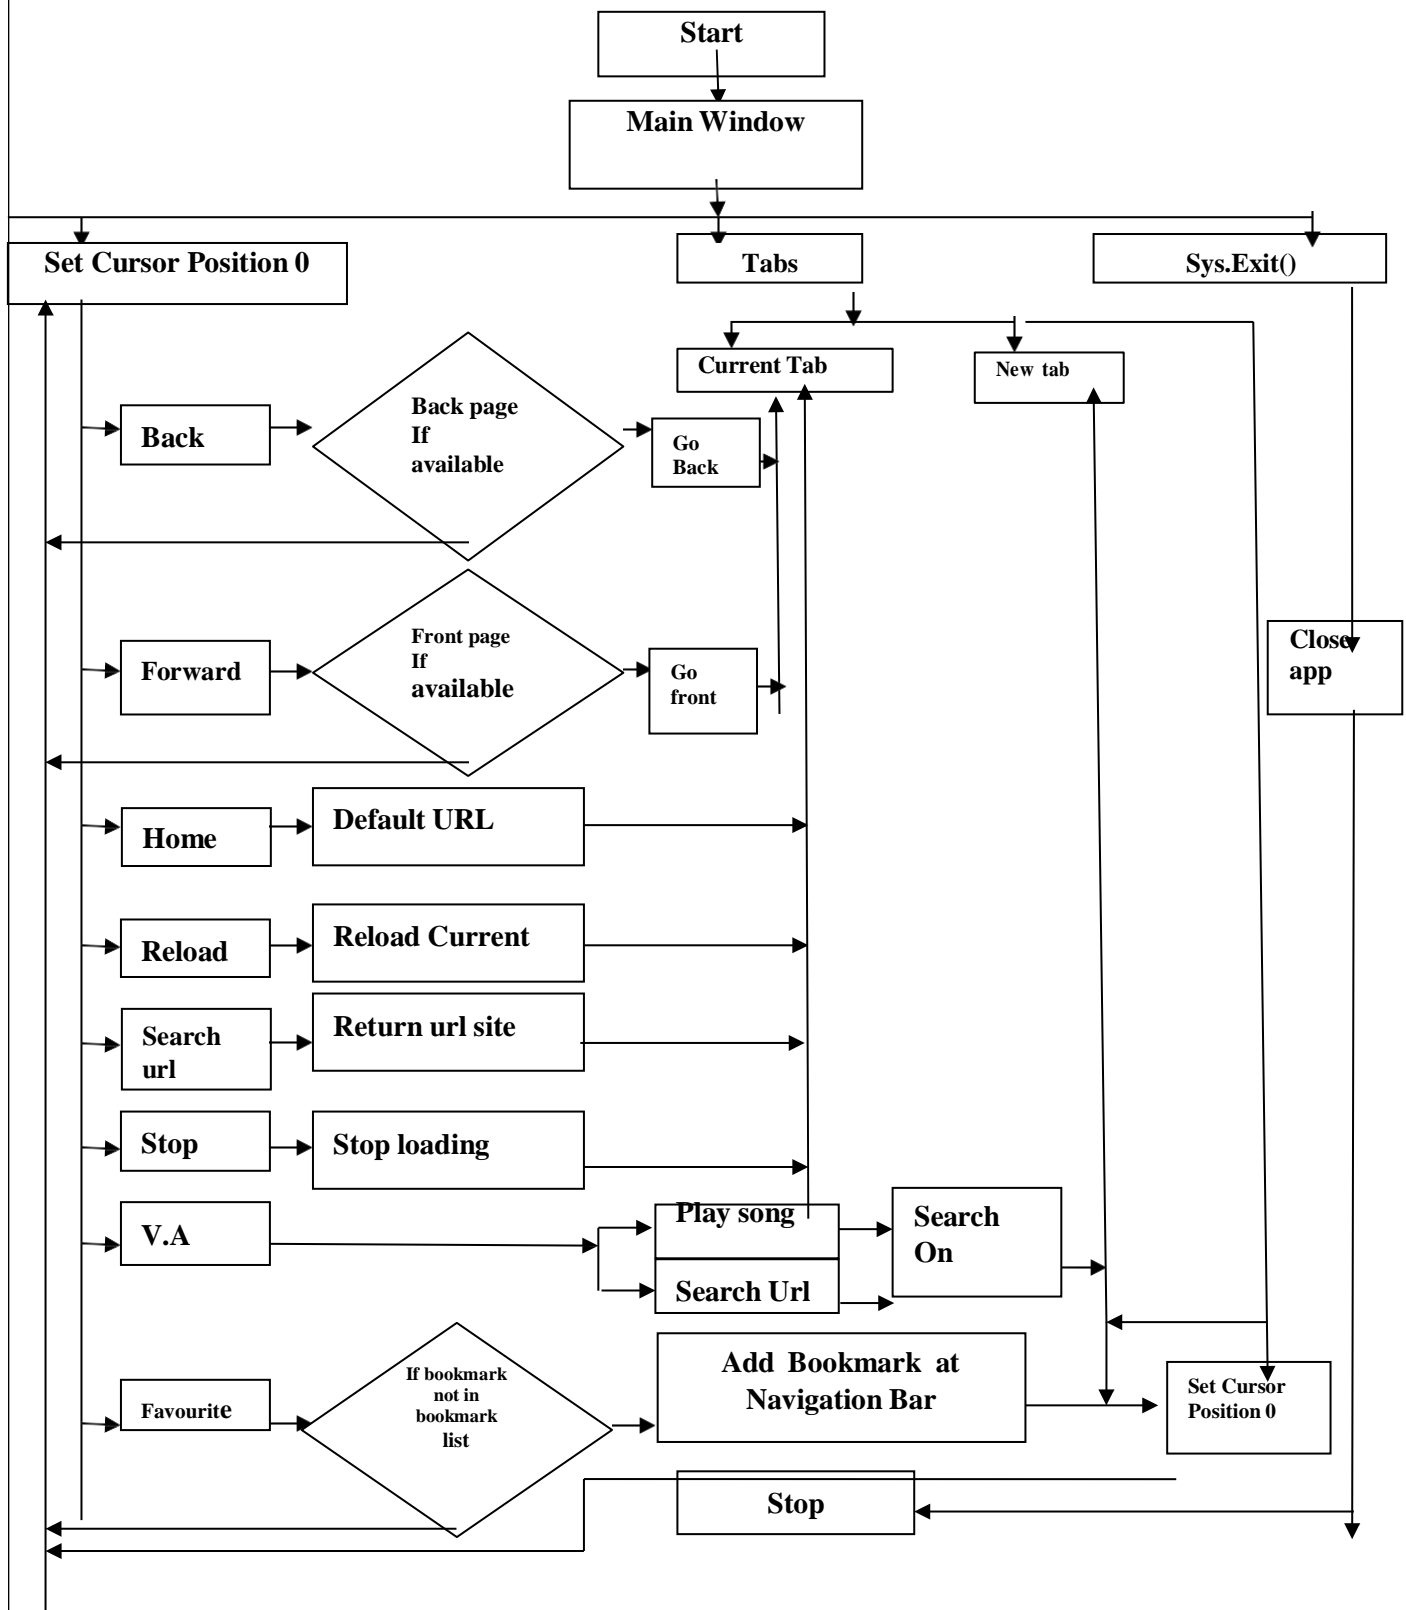 Start
Main Window
Set Cursor Position 0
Tabs
Sys.Exit()
Current Tab
New tab
Back
Back page
If
available
Go
Back
Forward
Front page
If
available
Go
front
Close
app
Home
Default URL
Reload
Reload Current
Search
url
Return url site
Stop
Stop loading
V.A
Play song
Search Url
Search
On
Favourite
If bookmark
not in
bookmark
list
Add Bookmark at
Navigation Bar
Set Cursor
Position 0
Stop